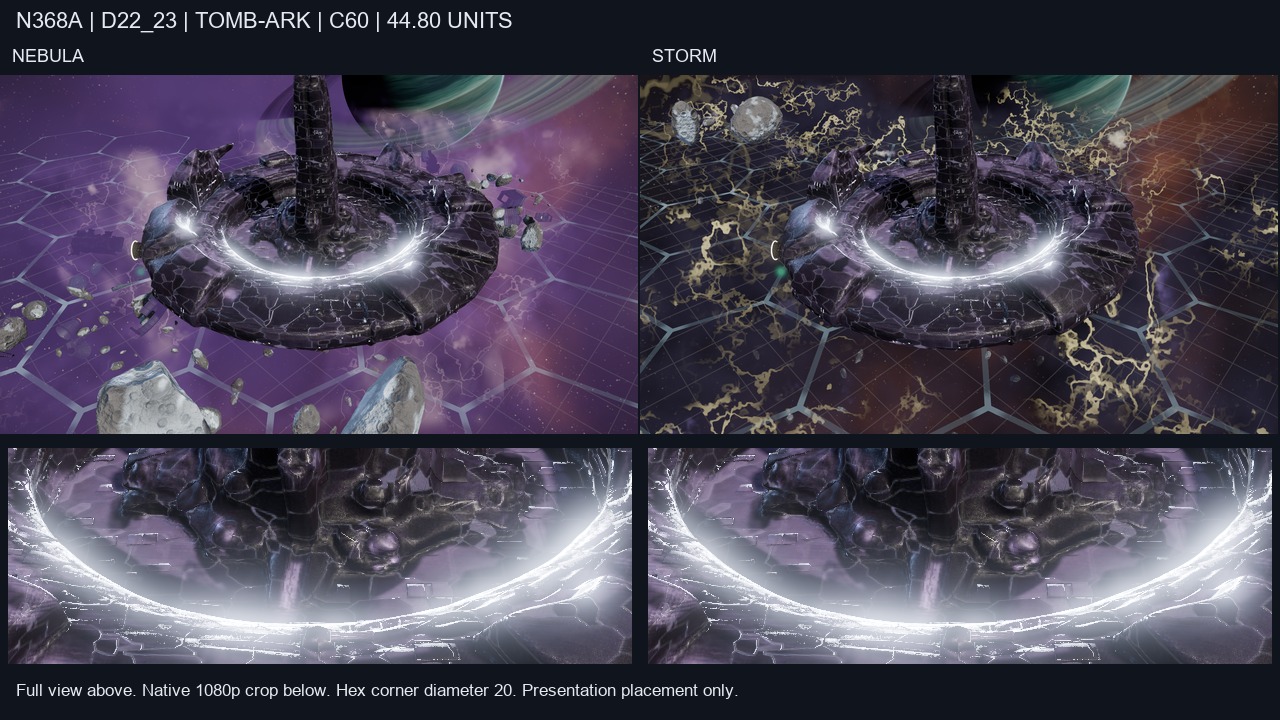 N368A | D22_23 | TOMB-ARK | C60 | 44.80 UNITS
NEBULA
STORM
Full view above. Native 1080p crop below. Hex corner diameter 20. Presentation placement only.